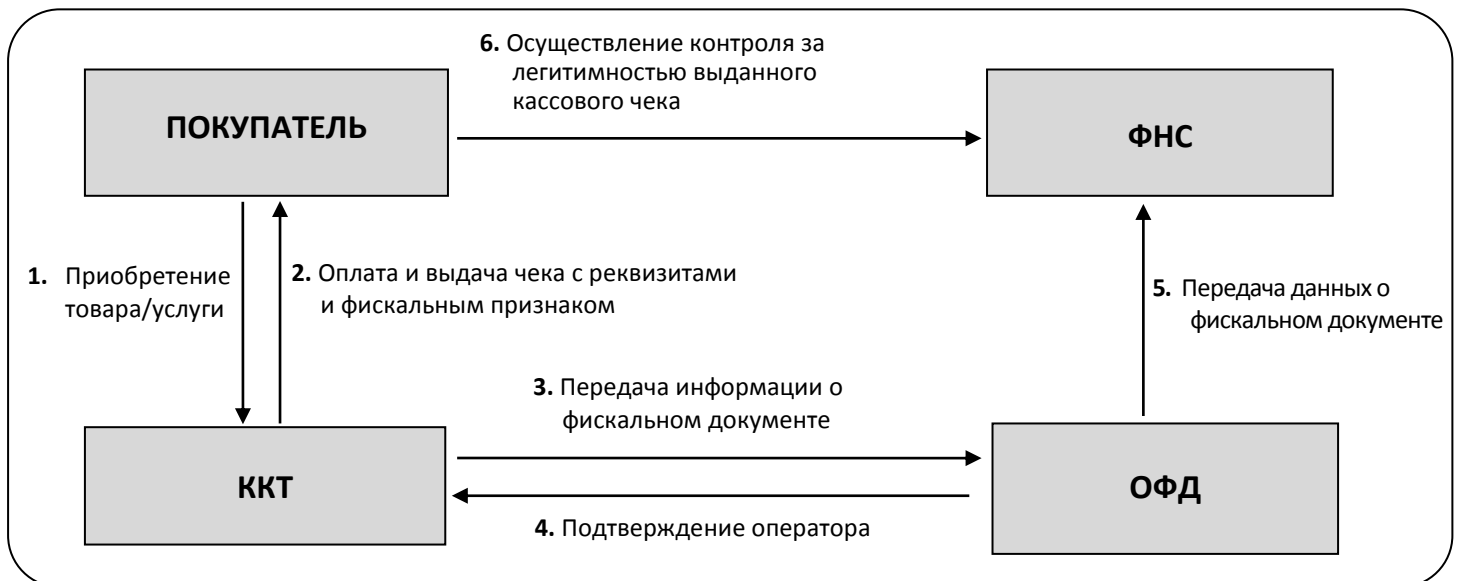 6. Осуществление контроля за
легитимностью выданного
кассового чека
ПОКУПАТЕЛЬ
ФНС
1. Приобретение
товара/услуги
2. Оплата и выдача чека с реквизитами
и фискальным признаком
5. Передача данных о
фискальном документе
3. Передача информации о
фискальном документе
ККТ
ОФД
4. Подтверждение оператора